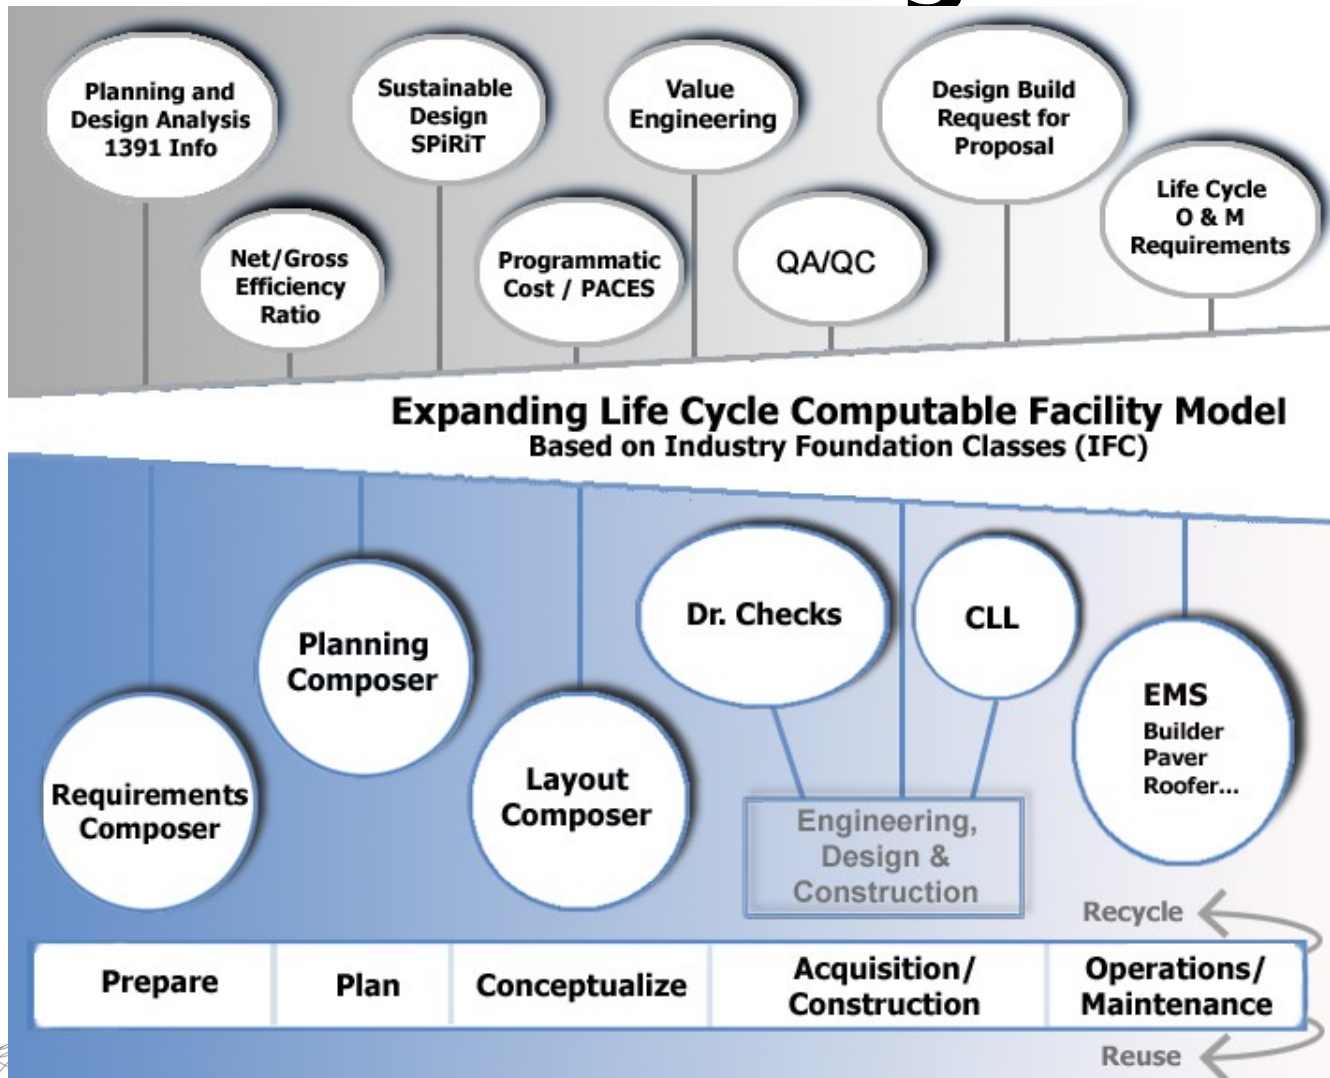 Planning and
Design Analysis
1391 Info
Sustainable
Design
SPiRiT
Value
Engineering
Design Build
Request for
Proposal
Life Cycle
O & M
Requirements
Net/Gross
Efficiency
Ratio
Programmatic
Cost / PACES
QA/QC
Expanding Life Cycle Computable Facility Model
Based on Industry Foundation Classes (IFC)
Requirements
Composer
Planning
Composer
Layout
Composer
Dr. Checks
CLL
Engineering,
Design &
Construction
EMS
Builder
Paver
Roofer...
Recycle
Prepare
Plan
Conceptualize
Acquisition/
Construction
Operations/
Maintenance
Reuse